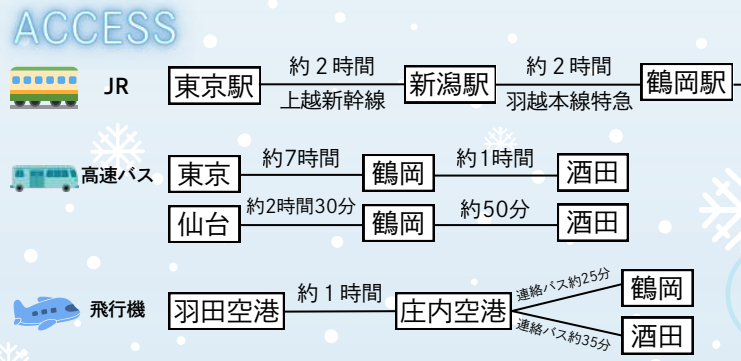 ACCESS
JR 東京駅 約２時間 上越新幹線 新潟駅 約２時間 羽越本線特急 鶴岡駅
高速バス 東京 約7時間 鶴岡 約1時間 酒田
仙台 約2時間30分 鶴岡 約50分 酒田
飛行機 羽田空港 約１時間 庄内空港 連絡バス約25分 鶴岡
連絡バス約35分 酒田